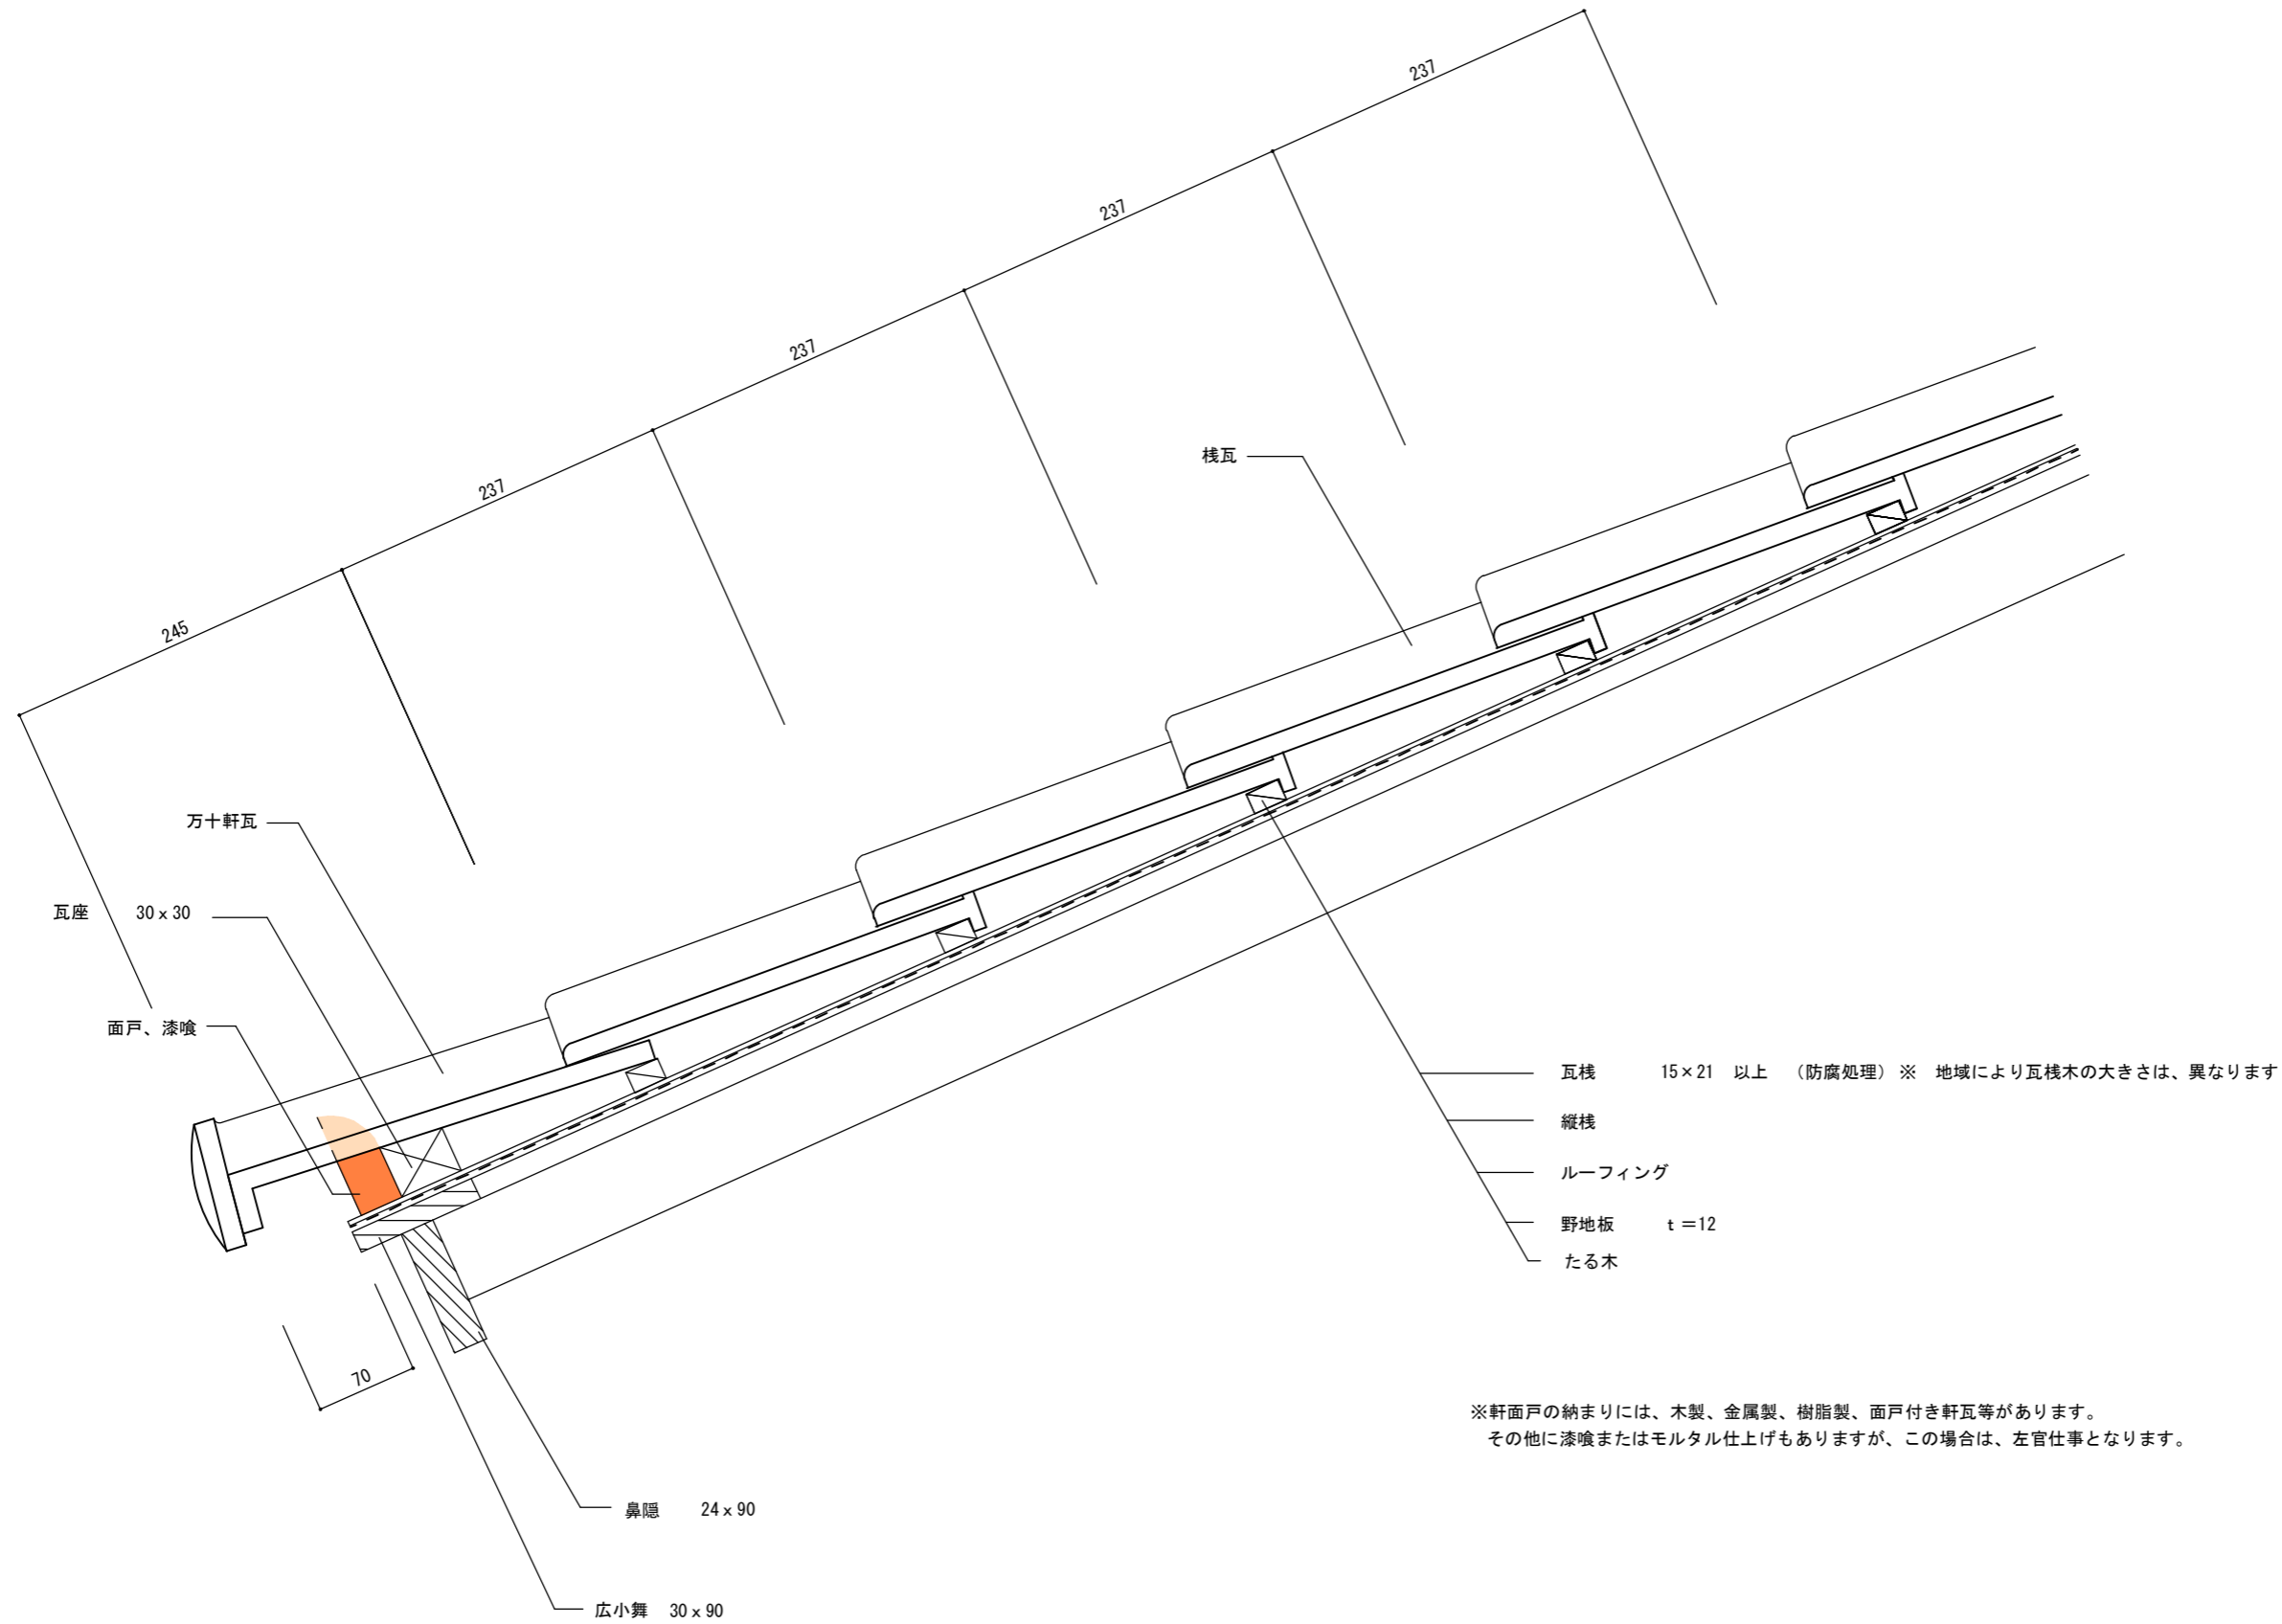 237
237
237
237
237
245
桟瓦
万十軒瓦
瓦座 30x30
面戸、漆喰
瓦桟 15×21 以上 （防腐処理）※ 地域により瓦桟木の大きさは、異なります
縦桟
ルーフィング
野地板 t=12
たる木
70
※軒面戸の納まりには、木製、金属製、樹脂製、面戸付き軒瓦等があります。
その他に漆喰またはモルタル仕上げもありますが、この場合は、左官仕事となります。
鼻隠 24x90
広小舞 30x90